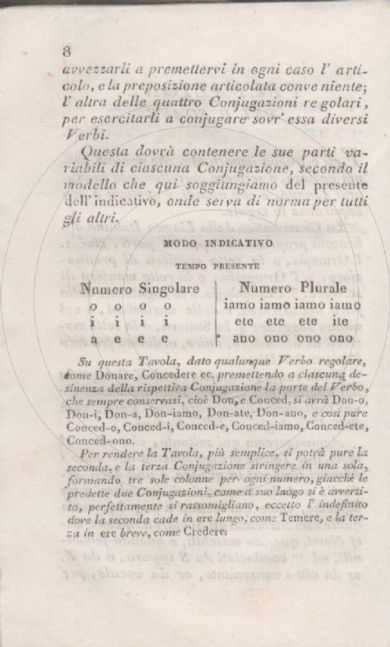 8
avvezzarli a premettervi in ogni caso l' arti-
colo, e la preposizione articolata conve niente;
l' altra delle quattro Conjugazioni re golari,
per esercitarli a conjugare sovr' essa diversi
Verbi.
Questa dovrà contenere le sue parti va-
riabili di ciascuna Conjugazione, secondo il
modello che qui soggiungiamo del presente
dell' indicativo, onde serva di norma per tutti
gli altri.
MODO INDICATIVO
TEMPO PRESENTE
Numero Singolare Numero Plurale
o o o o iamo iamo iamo iamo
i i i i ete ete ete ite
a e e e ano ono ono ono
Su questa Tavola, dato qualunque Verbo regolare,
come Donare, Concedere ec. premettendo a ciascuna de-
sinenza della rispettiva Conjugazione la parte del Verbo,
che sempre conservasi, cioè Don, e Conced, si avrà Don-o,
Don-i, Don-a, Don-iamo, Don-ate, Don-ano, e così pure
Conced-o, Conced-i, Conced-e, Conced-iamo, Conced-ete,
Conced-ono.
Per rendere la Tavola, più semplice, si potrà pure la
seconda, e la terza Conjugazione stringere in una sola,
formando tre sole colonne per ogni numero, giacchè le
predette due Conjugazioni, come a suo luogo si è avverti-
to, perfettamente si rassomigliano, eccetto l' indefinito
dove la seconda cade in ere lungo, come Temere, e la ter-
za in ere breve, come Credere.